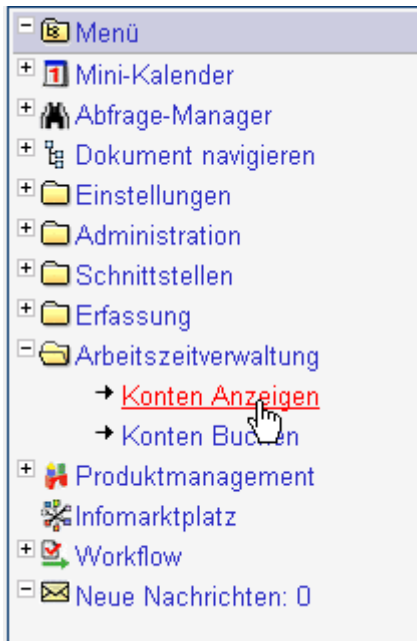 Menü
Mini-Kalender
Abfrage-Manager
Dokument navigieren
Einstellungen
Administration
Schnittstellen
Erfassung
Arbeitszeitverwaltung
Konten Anzeigen
Konten Buchen
Produktmanagement
Infomarktplatz
Workflow
Neue Nachrichten: 0